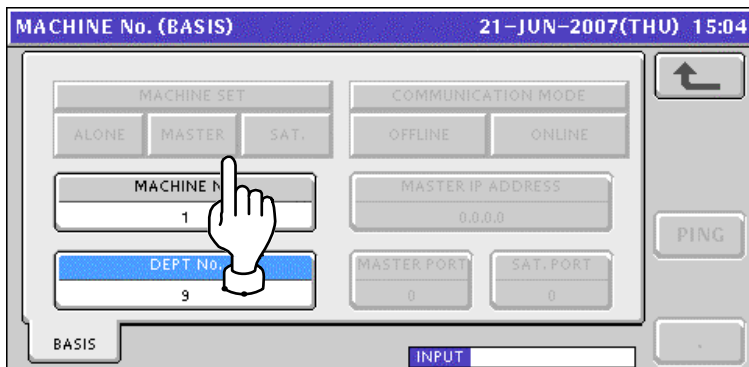 MACHINE No. (BASIS) 21-JUN-2007(THU) 15:04
MACHINE SET COMMUNICATION MODE
ALONE MASTER SAT. OFFLINE ONLINE
MACHINE N MASTER IP ADDRESS
1 0.0.0.0
PING
DEPT No. MASTER PORT SAT. PORT
9 0 0
BASIS .
INPUT